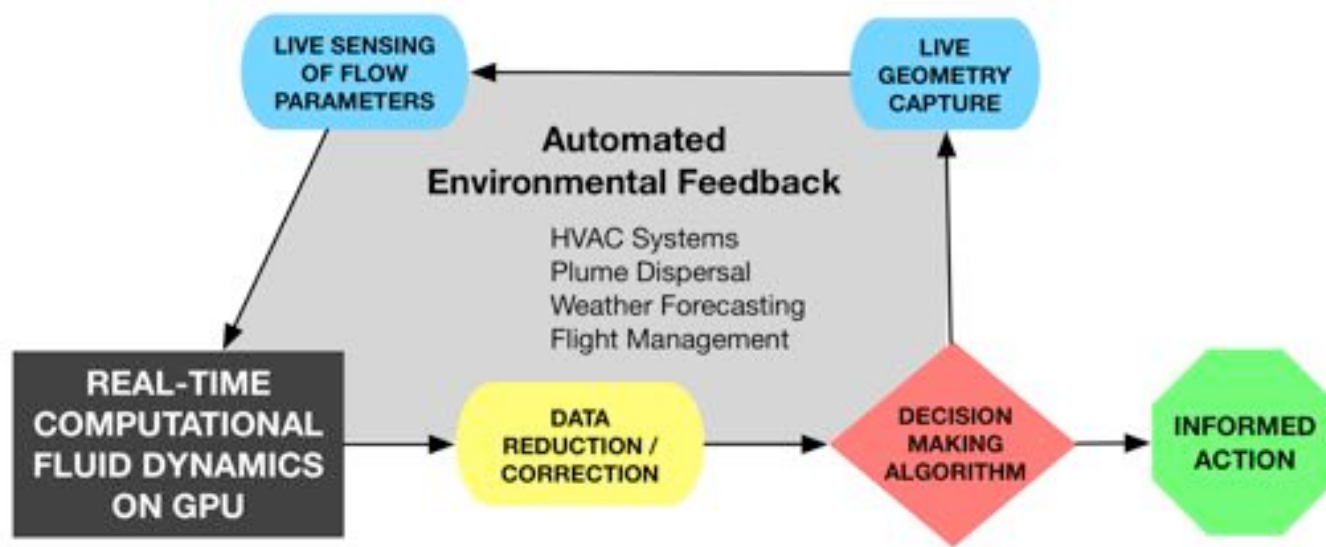 LIVE SENSING
OF FLOW
PARAMETERS
LIVE
GEOMETRY
CAPTURE
Automated
Environmental Feedback
HVAC Systems
Plume Dispersal
Weather Forecasting
Flight Management
REAL-TIME
COMPUTATIONAL
FLUID DYNAMICS
ON GPU
DATA
REDUCTION /
CORRECTION
DECISION
MAKING
ALGORITHM
INFORMED
ACTION